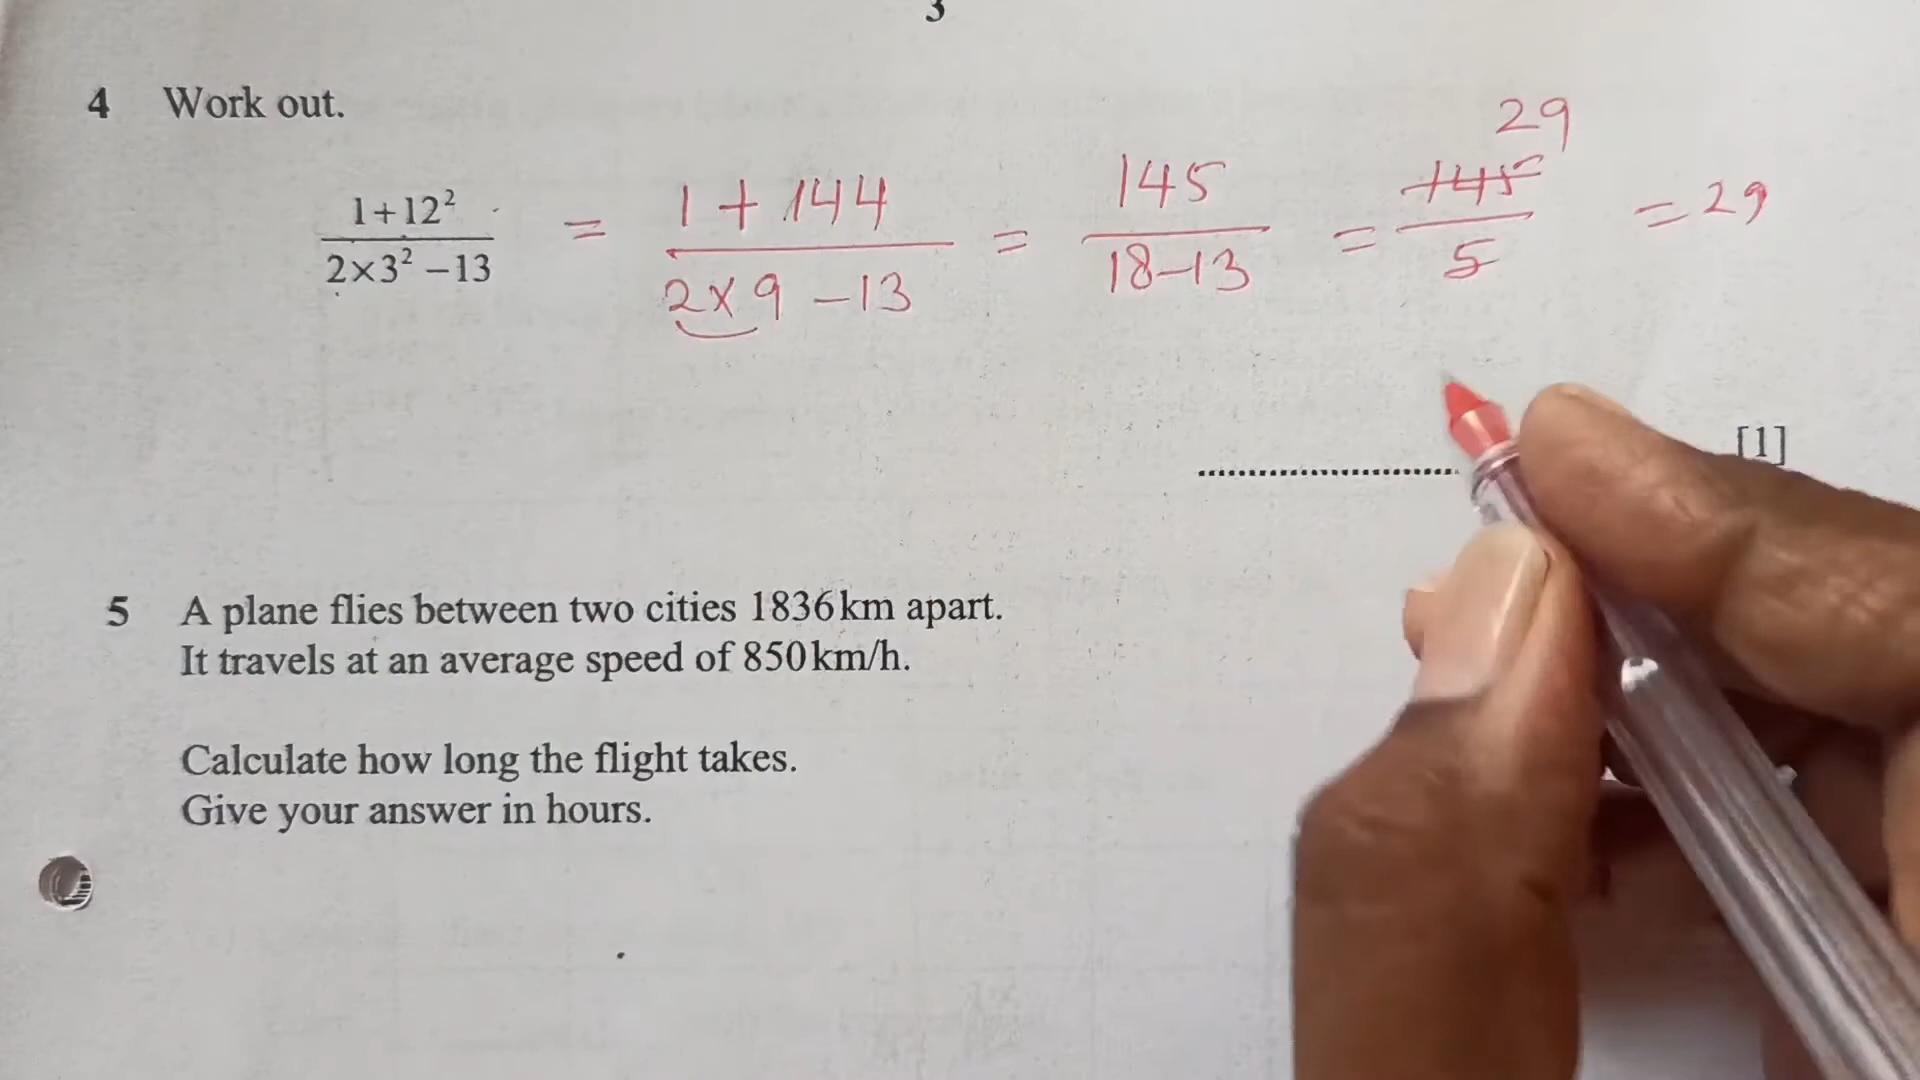 3
4 Work out.
29
1+12² / 2×3² –13 = 1 + 144 / 2 × 9 – 13 = 145 / 18–13 = 145 / 5 = 29
[1]
5 A plane flies between two cities 1836 km apart.
It travels at an average speed of 850 km/h.
Calculate how long the flight takes.
Give your answer in hours.